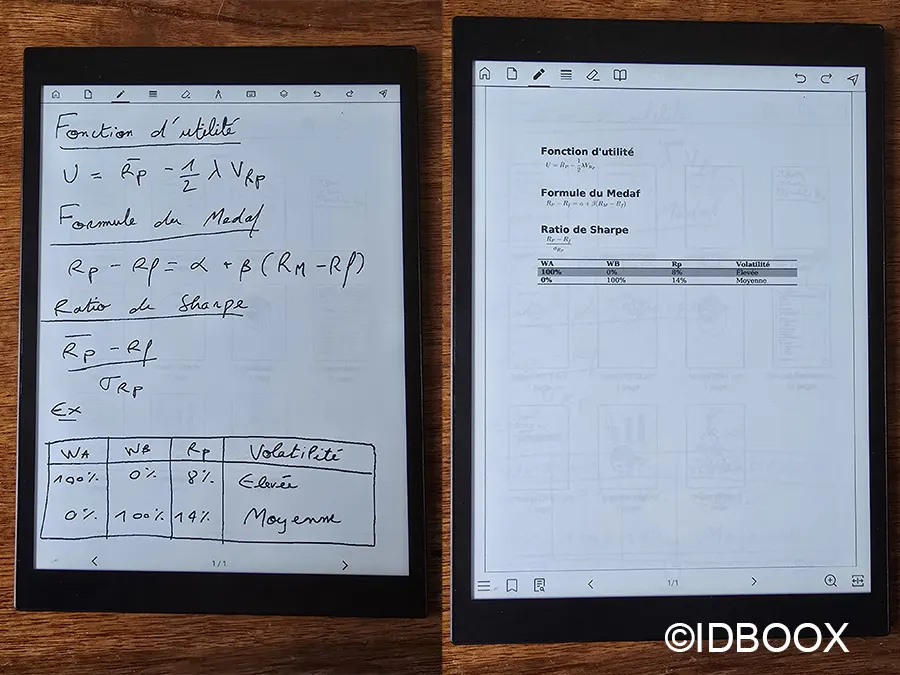 Fonction d'utilité
U = R̄p - 1/2 λ VRp
Formule du Medaf
Rp - Rf = α + β (RM - Rf)
Ratio de Sharpe
R̄p - Rf
σRp
Ex
WA WB Rp Volatilité
100% 0% 8% Elevée
0% 100% 14% Moyenne
1/1
Fonction d'utilité
U = RP - 1/2 λVRP
Formule du Medaf
RP - Rf = α + β(RM - Rf)
Ratio de Sharpe
RP - Rf
σRP
WA WB Rp Volatilité
100% 0% 8% Élevée
0% 100% 14% Moyenne
1/1
©IDBOOX